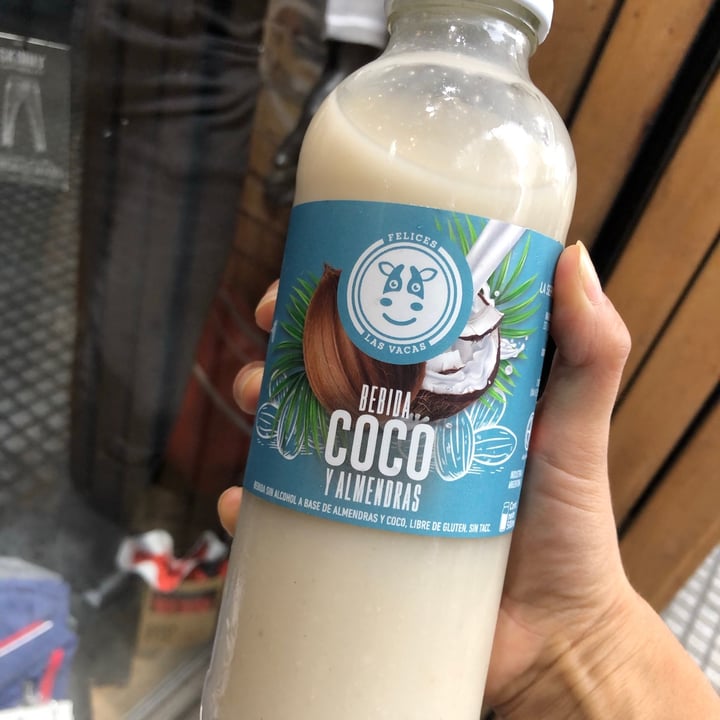 FELICES
LAS VACAS
BEBIDA
COCO
Y ALMENDRAS
BEBIDA SIN ALCOHOL A BASE DE ALMENDRAS Y COCO, LIBRE DE GLUTEN, SIN TACC.